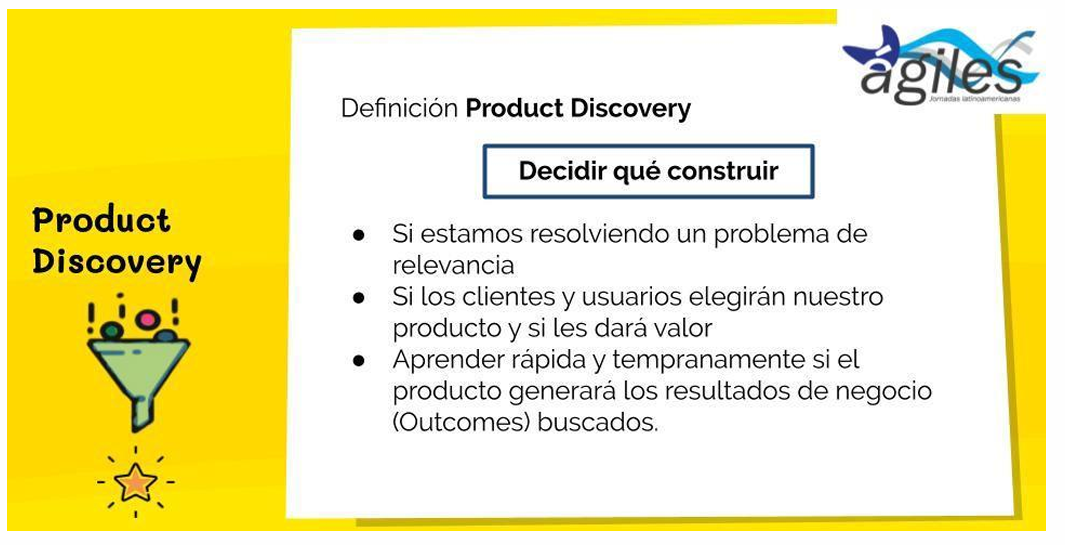 ágiles
Jornadas latinoamericanas
Definición Product Discovery
Decidir qué construir
Product
Discovery
● Si estamos resolviendo un problema de
relevancia
● Si los clientes y usuarios elegirán nuestro
producto y si les dará valor
● Aprender rápida y tempranamente si el
producto generará los resultados de negocio
(Outcomes) buscados.